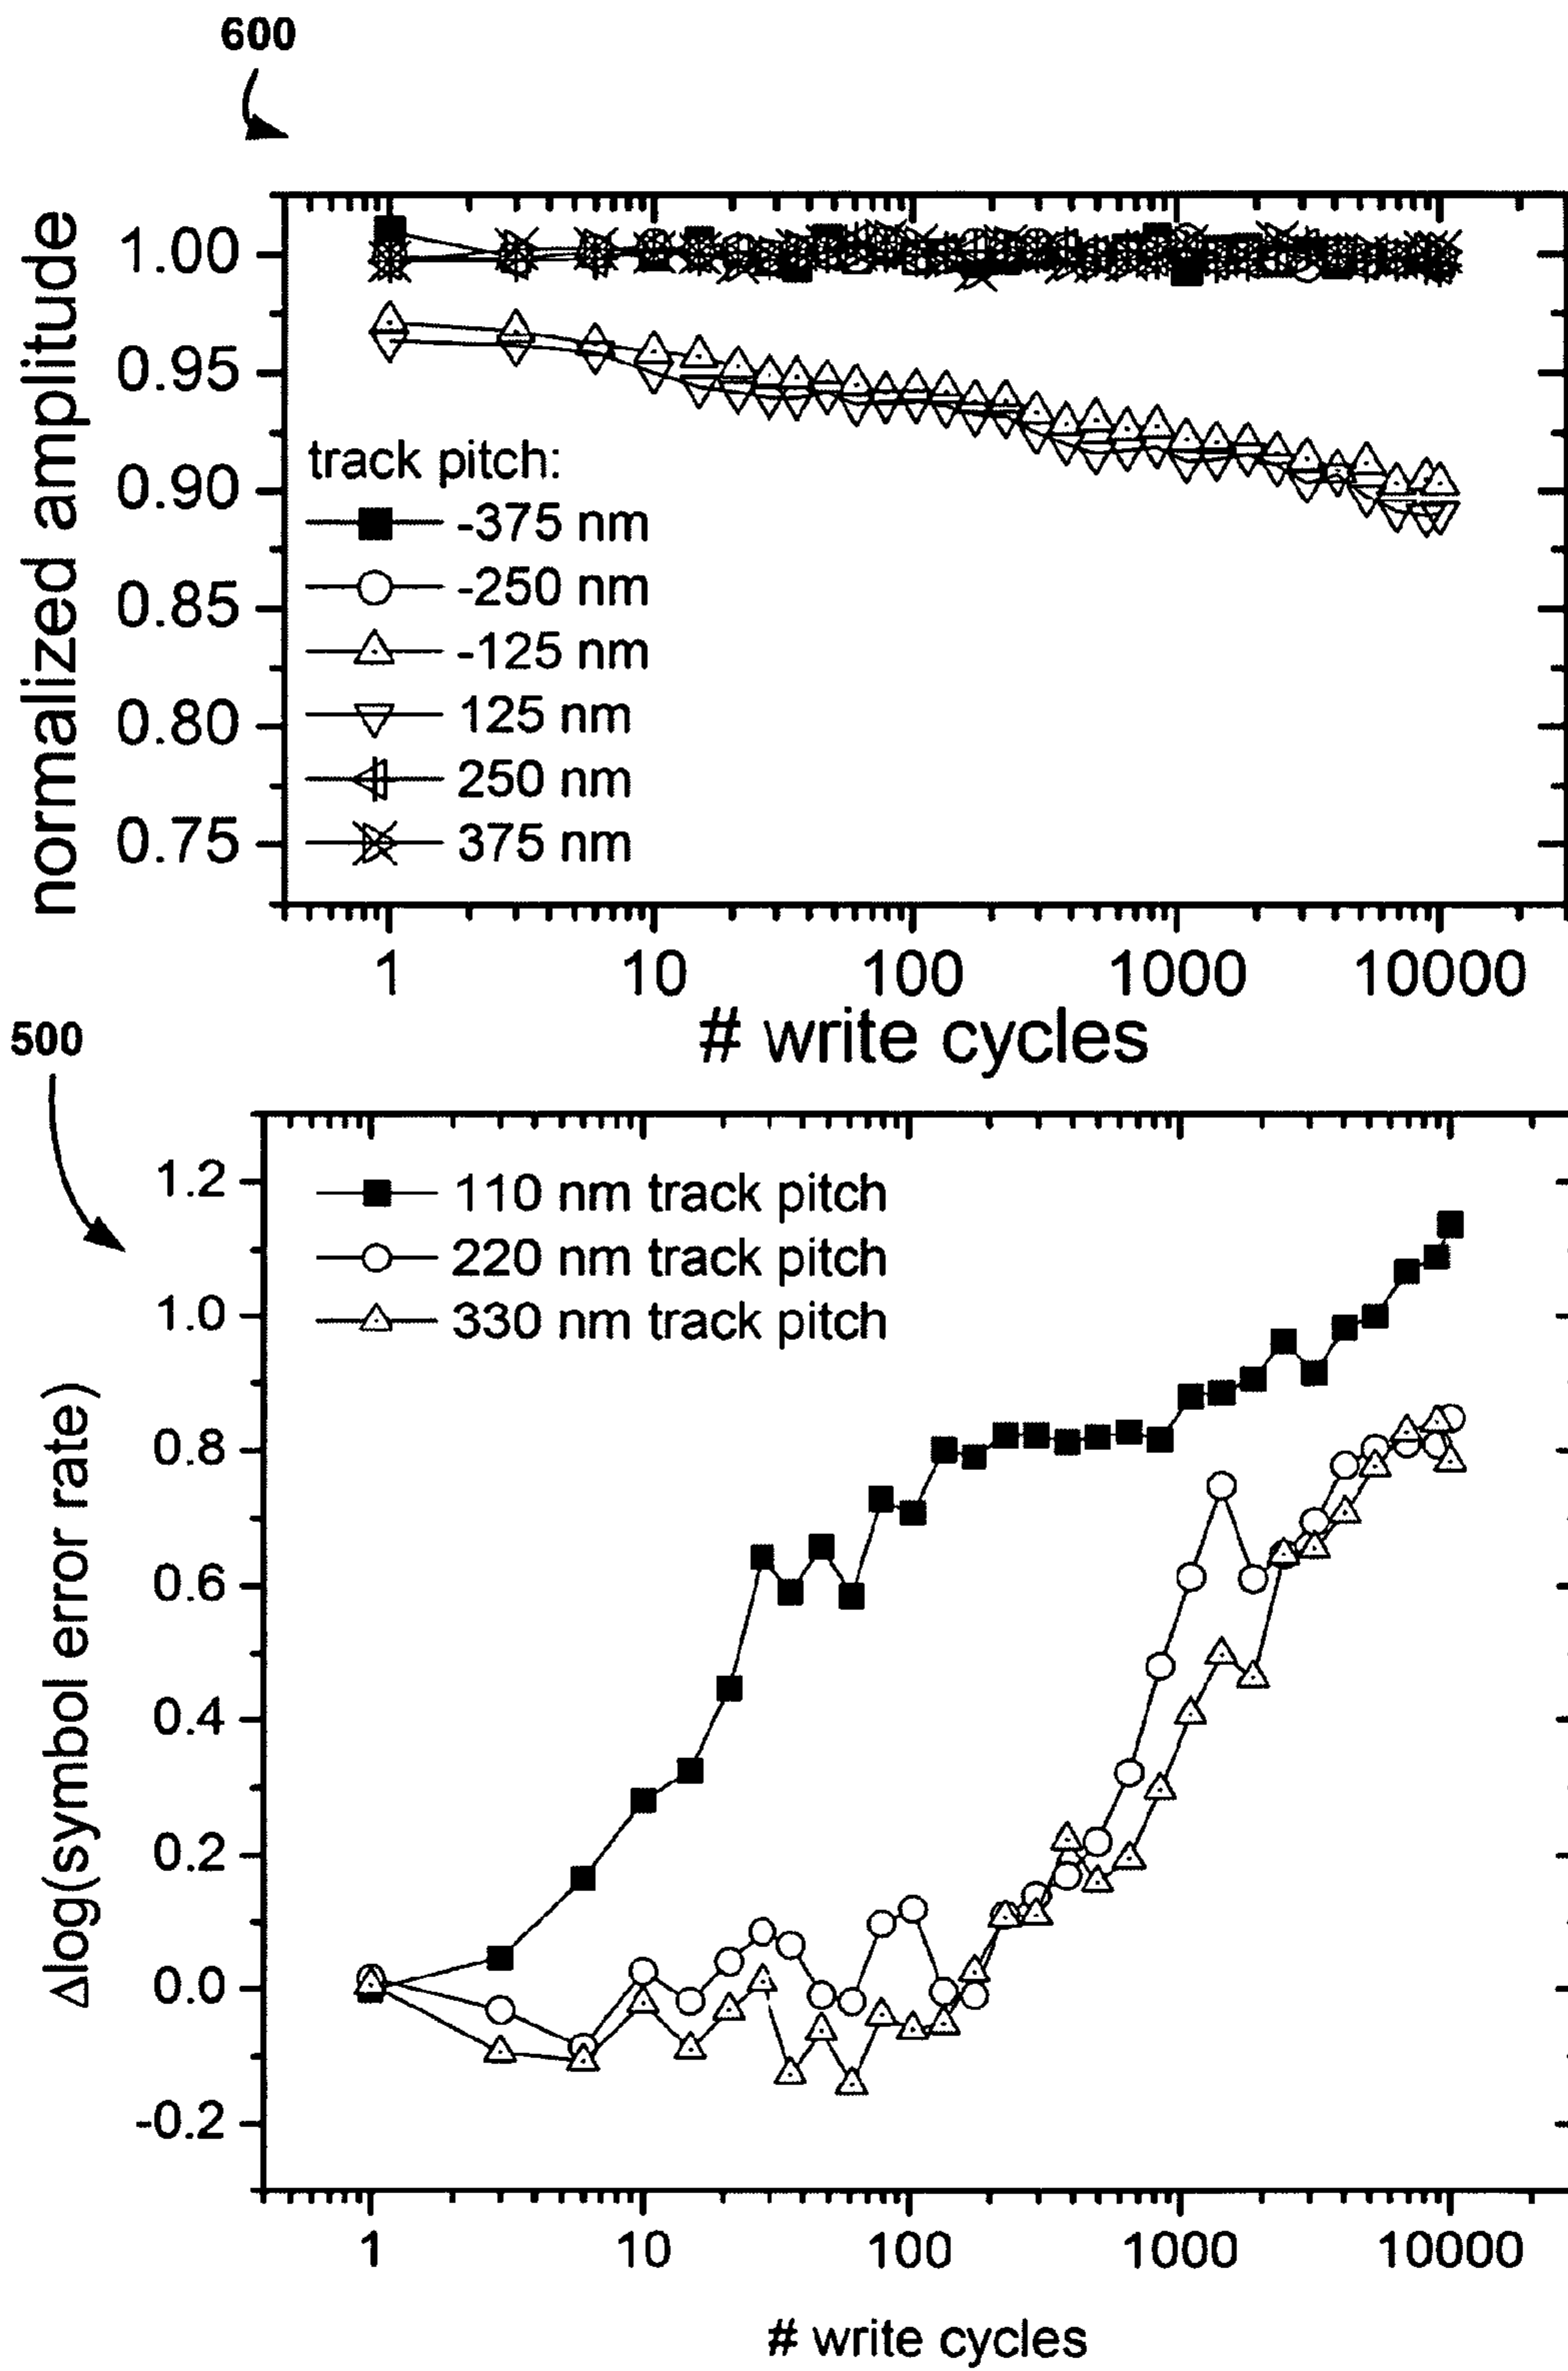 600
normalized amplitude
1.00
0.95
0.90
0.85
0.80
0.75
track pitch:
-375 nm
-250 nm
-125 nm
125 nm
250 nm
375 nm
1 10 100 1000 10000
# write cycles
500
Δlog(symbol error rate)
1.2
1.0
0.8
0.6
0.4
0.2
0.0
-0.2
110 nm track pitch
220 nm track pitch
330 nm track pitch
1 10 100 1000 10000
# write cycles